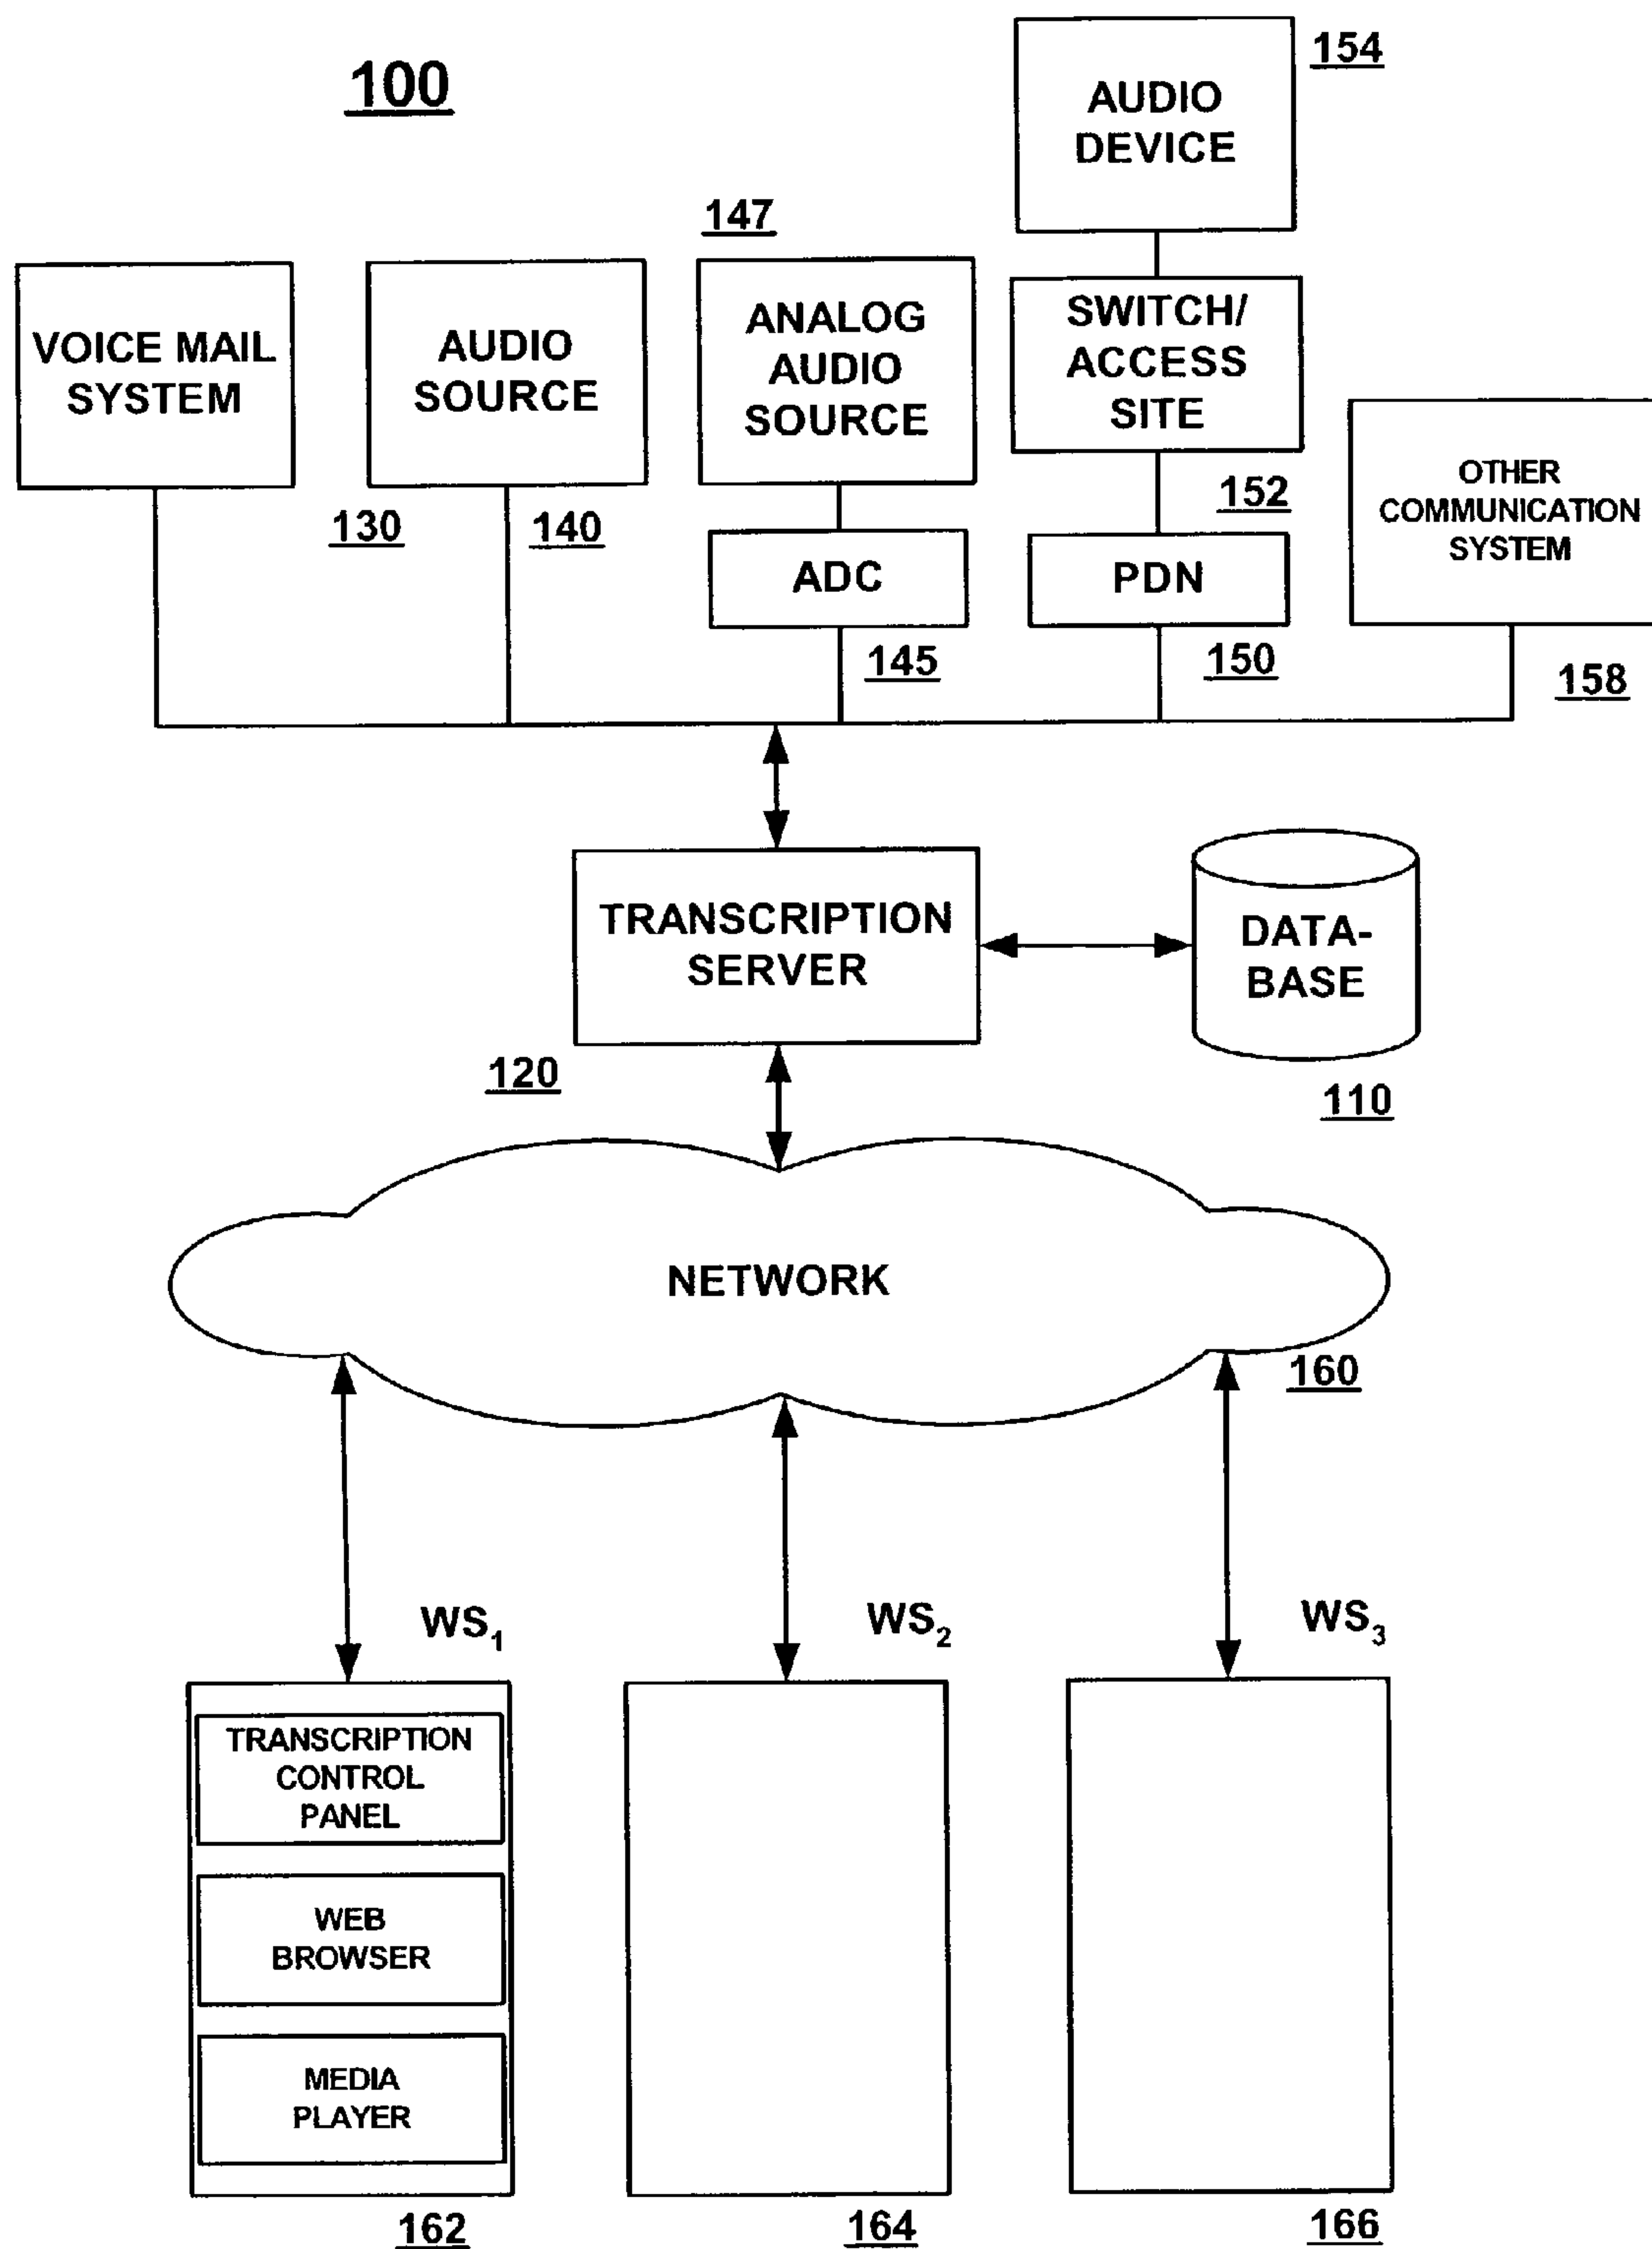 100
154
AUDIO
DEVICE
147
VOICE MAIL
SYSTEM
AUDIO
SOURCE
ANALOG
AUDIO
SOURCE
SWITCH/
ACCESS
SITE
OTHER
COMMUNICATION
SYSTEM
130
140
152
ADC
PDN
145
150
158
TRANSCRIPTION
SERVER
DATA-
BASE
120
110
NETWORK
160
WS1
WS2
WS3
TRANSCRIPTION
CONTROL
PANEL
WEB
BROWSER
MEDIA
PLAYER
162
164
166